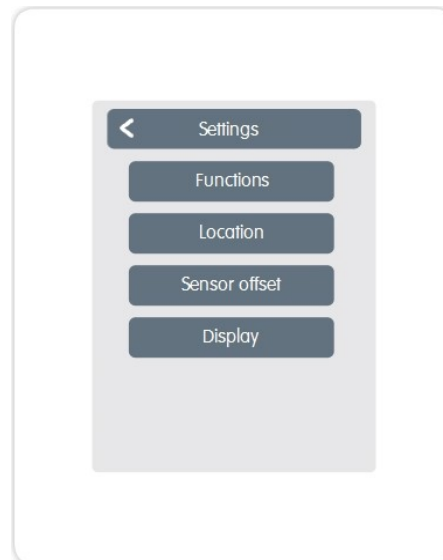 Settings
Functions
Location
Sensor offset
Display